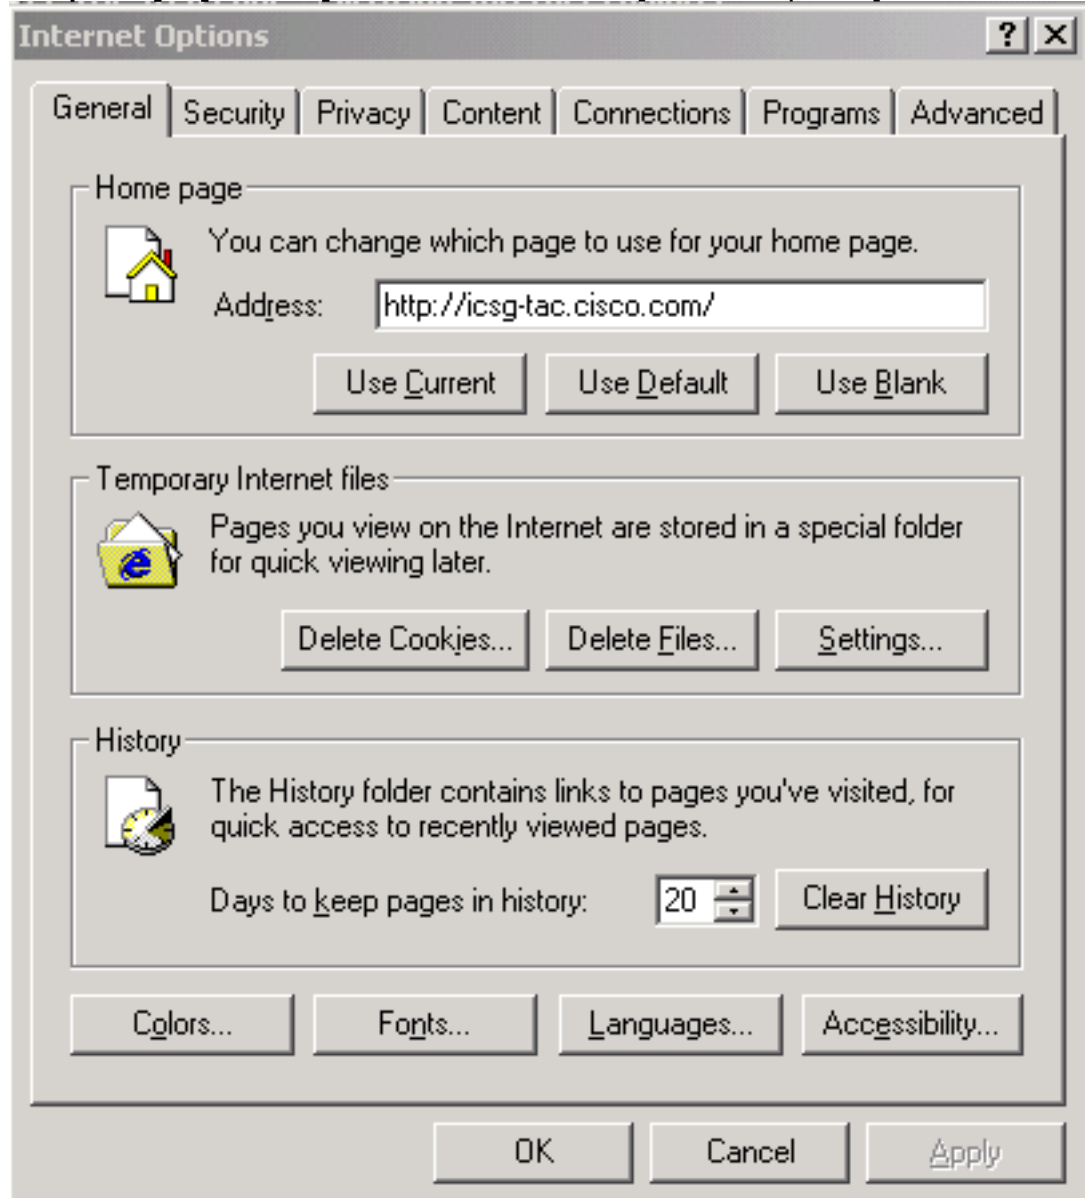 Internet Options
General Security Privacy Content Connections Programs Advanced
Home page
You can change which page to use for your home page.
Address: http://icsg-tac.cisco.com/
Use Current Use Default Use Blank
Temporary Internet files
Pages you view on the Internet are stored in a special folder
for quick viewing later.
Delete Cookies... Delete Files... Settings...
History
The History folder contains links to pages you've visited, for
quick access to recently viewed pages.
Days to keep pages in history: 20 Clear History
Colors... Fonts... Languages... Accessibility...
OK Cancel Apply